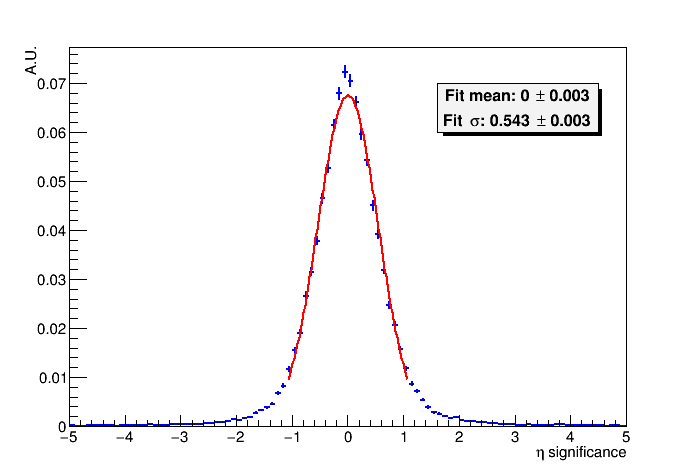 A.U.
0.07
0.06
0.05
0.04
0.03
0.02
0.01
0
Fit mean: 0 ± 0.003
Fit σ: 0.543 ± 0.003
−5 −4 −3 −2 −1 0 1 2 3 4 5
η significance